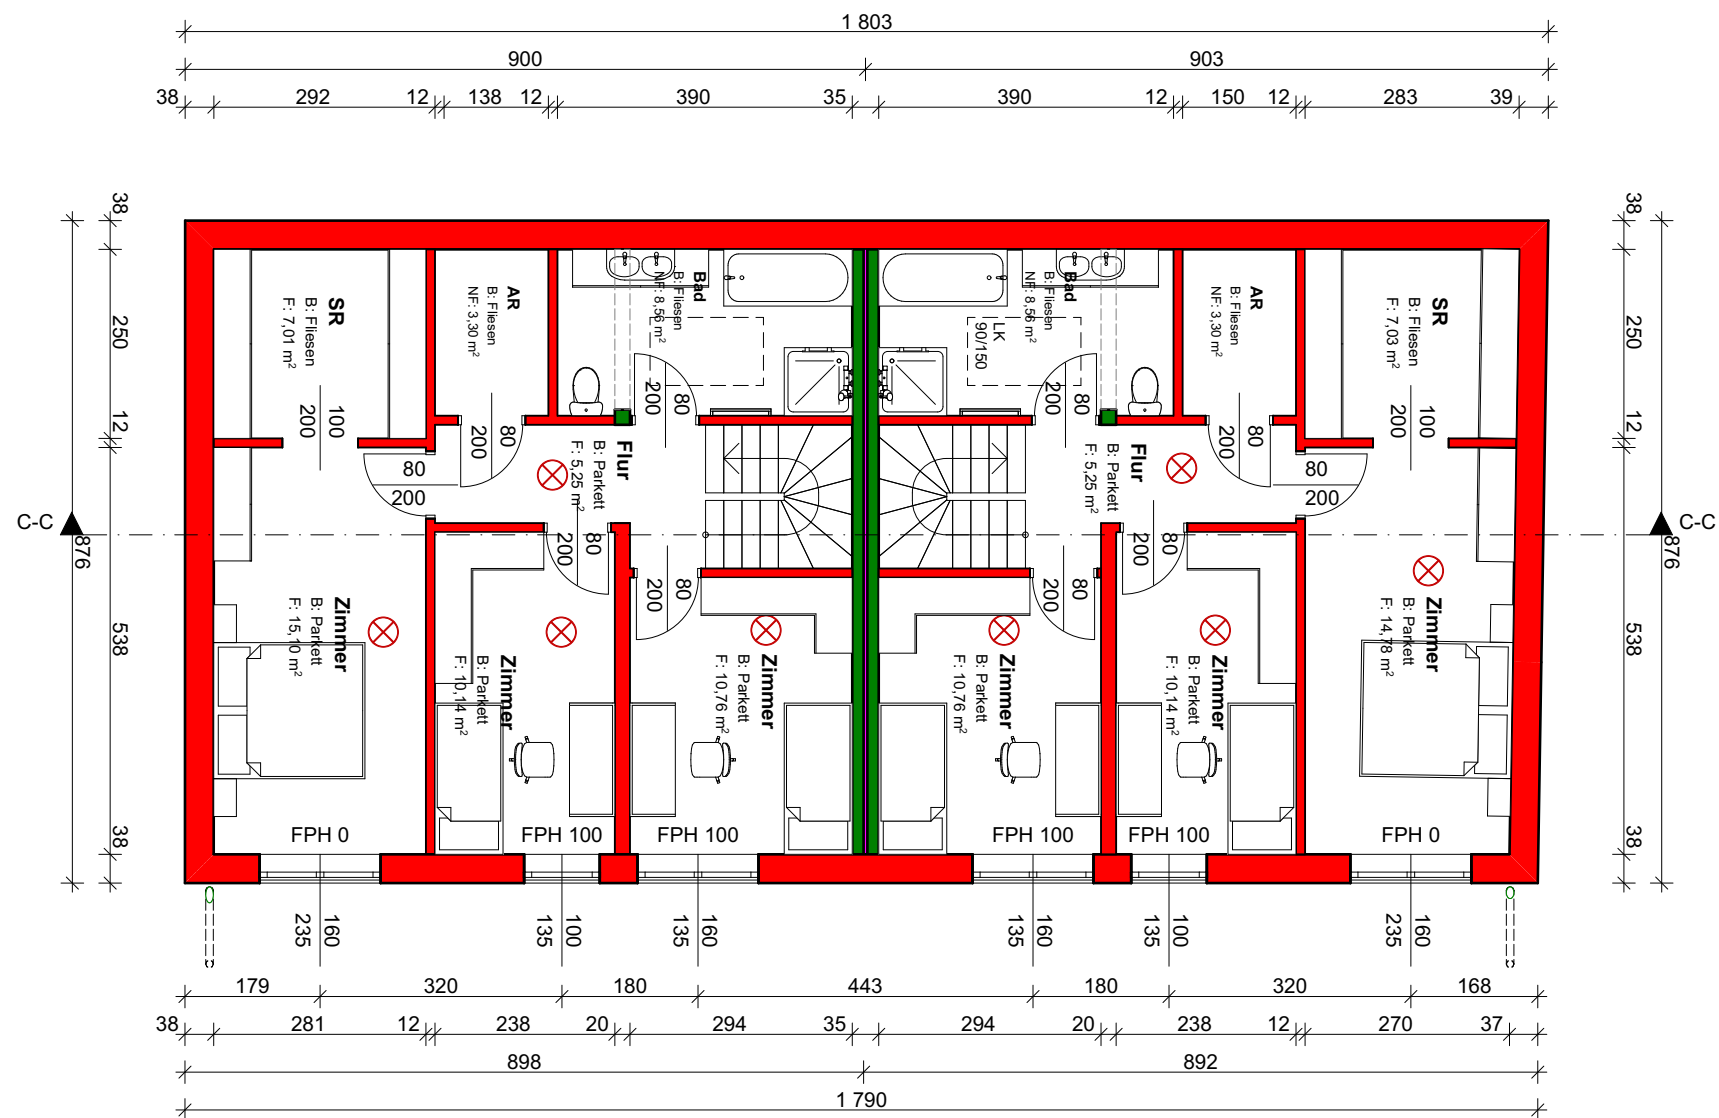 1 803
900
903
38
292
12
138
12
390
35
390
12
150
12
283
39
38
250
12
538
38
876
C-C
SR
B: Fliesen
F: 7,01 m²
100
200
AR
B: Fliesen
NF: 3,30 m²
80
200
Bad
B: Fliesen
NF: 8,56 m²
80
200
LK
90/150
Bad
B: Fliesen
NF: 8,56 m²
80
200
AR
B: Fliesen
NF: 3,30 m²
80
200
SR
B: Fliesen
F: 7,03 m²
100
200
80
200
Flur
B: Parkett
F: 5,25 m²
Flur
B: Parkett
F: 5,25 m²
80
200
80
200
80
200
80
200
80
200
Zimmer
B: Parkett
F: 15,10 m²
Zimmer
B: Parkett
F: 10,14 m²
Zimmer
B: Parkett
F: 10,76 m²
Zimmer
B: Parkett
F: 10,76 m²
Zimmer
B: Parkett
F: 10,14 m²
Zimmer
B: Parkett
F: 14,78 m²
FPH 0
FPH 100
FPH 100
FPH 100
FPH 100
FPH 0
38
250
12
538
38
876
C-C
160
235
100
135
160
135
160
135
100
135
160
235
179
320
180
443
180
320
168
38
281
12
238
20
294
35
294
20
238
12
270
37
898
892
1 790